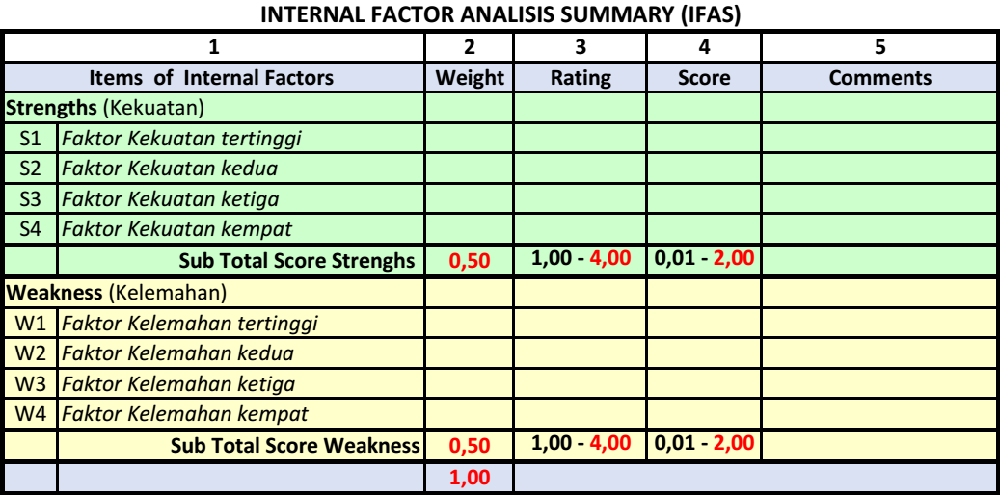 INTERNAL FACTOR ANALISIS SUMMARY (IFAS)
1 2 3 4 5
Items of Internal Factors Weight Rating Score Comments
Strengths (Kekuatan)
S1 Faktor Kekuatan tertinggi
S2 Faktor Kekuatan kedua
S3 Faktor Kekuatan ketiga
S4 Faktor Kekuatan kempat
Sub Total Score Strenghs 0,50 1,00 - 4,00 0,01 - 2,00
Weakness (Kelemahan)
W1 Faktor Kelemahan tertinggi
W2 Faktor Kelemahan kedua
W3 Faktor Kelemahan ketiga
W4 Faktor Kelemahan kempat
Sub Total Score Weakness 0,50 1,00 - 4,00 0,01 - 2,00
1,00